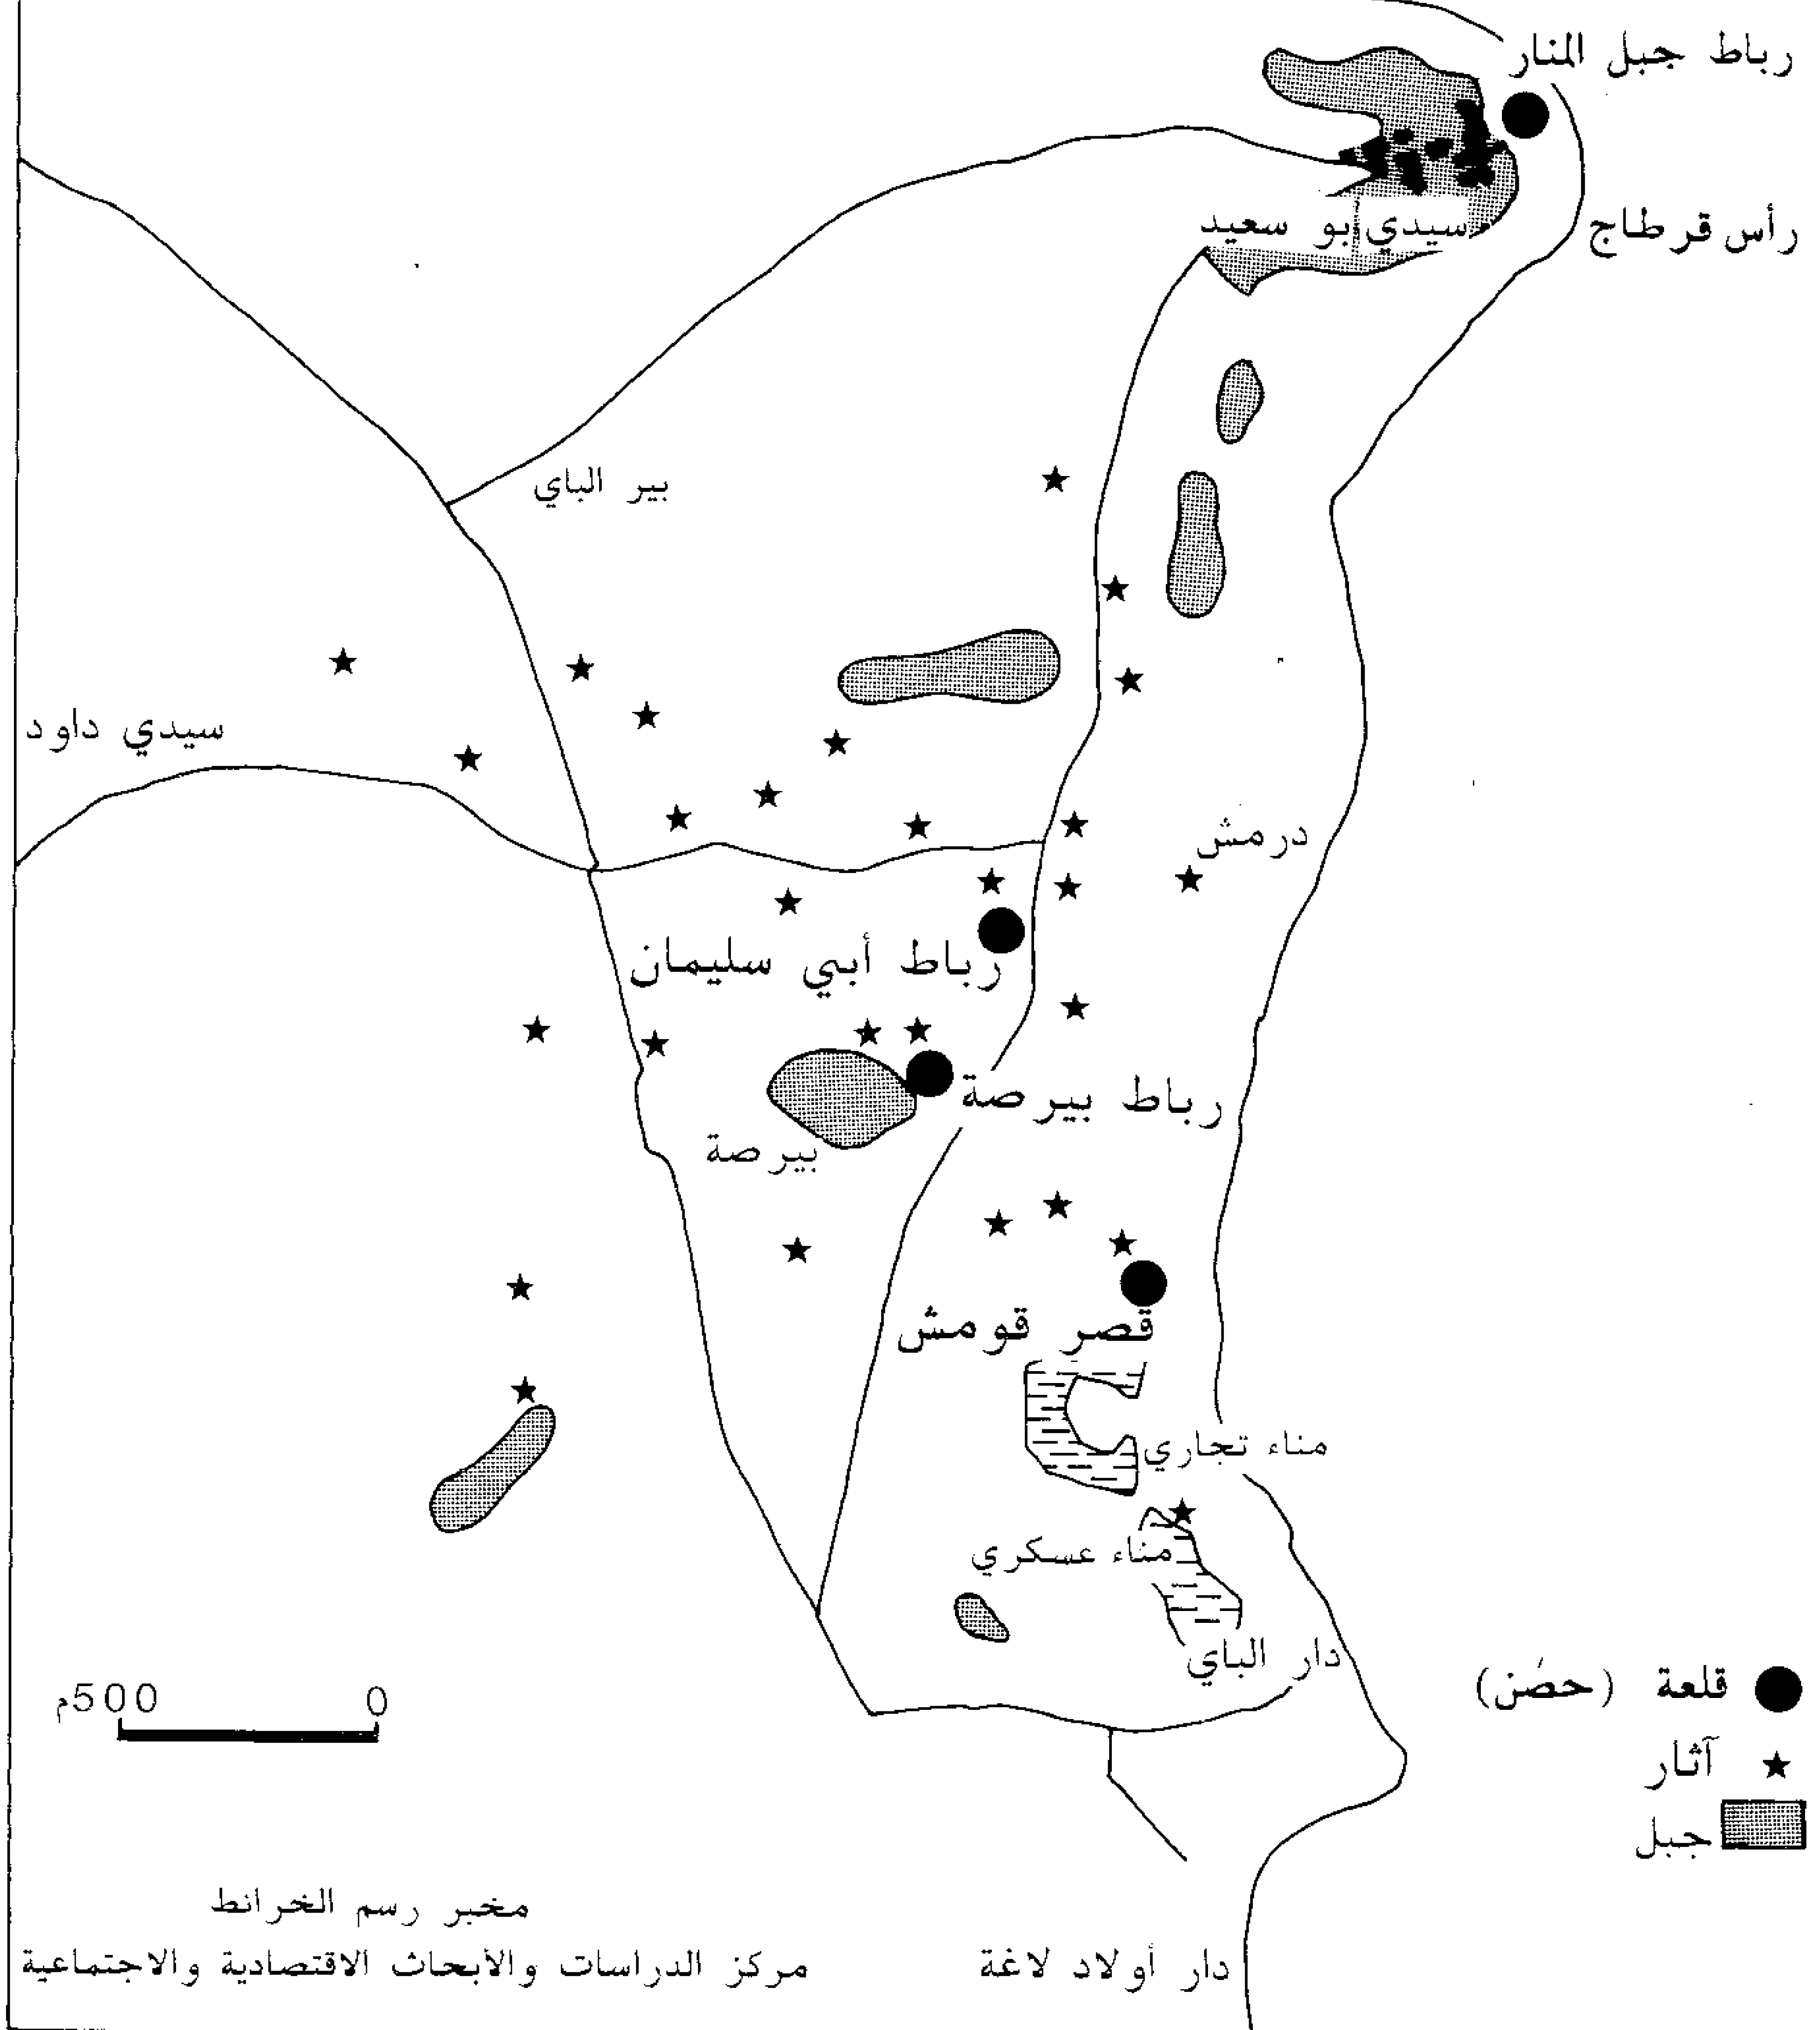 رباط جبل المنار
رأس قرطاج
سيدي بو سعيد
بير الباي
سيدي داود
درمش
رباط أبي سليمان
رباط بيرصة
بيرصة
قصر قومش
مناء تجاري
مناء عسكري
دار الباي
500م 0
قلعة (حصن)
آثار
جبل
مخبر رسم الخرائط
مركز الدراسات والأبحاث الاقتصادية والاجتماعية
دار أولاد لاغة